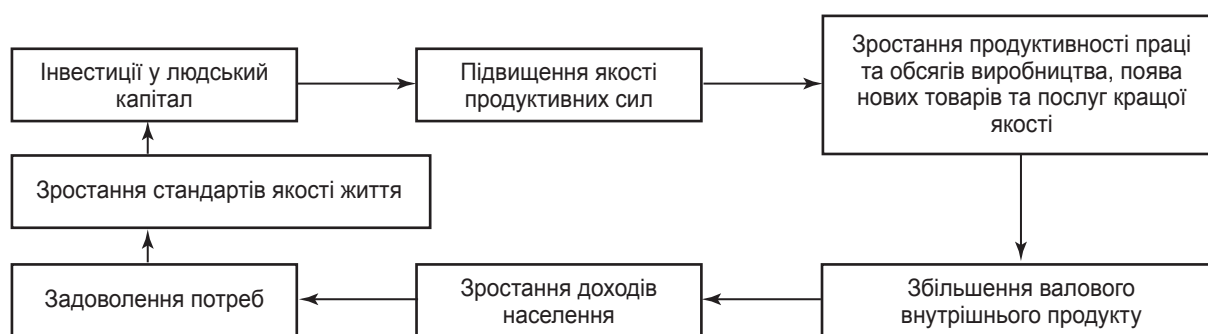 Інвестиції у людський
капітал
Підвищення якості
продуктивних сил
Зростання продуктивності праці
та обсягів виробництва, поява
нових товарів та послуг кращої
якості
Зростання стандартів якості життя
Задоволення потреб
Зростання доходів
населення
Збільшення валового
внутрішнього продукту